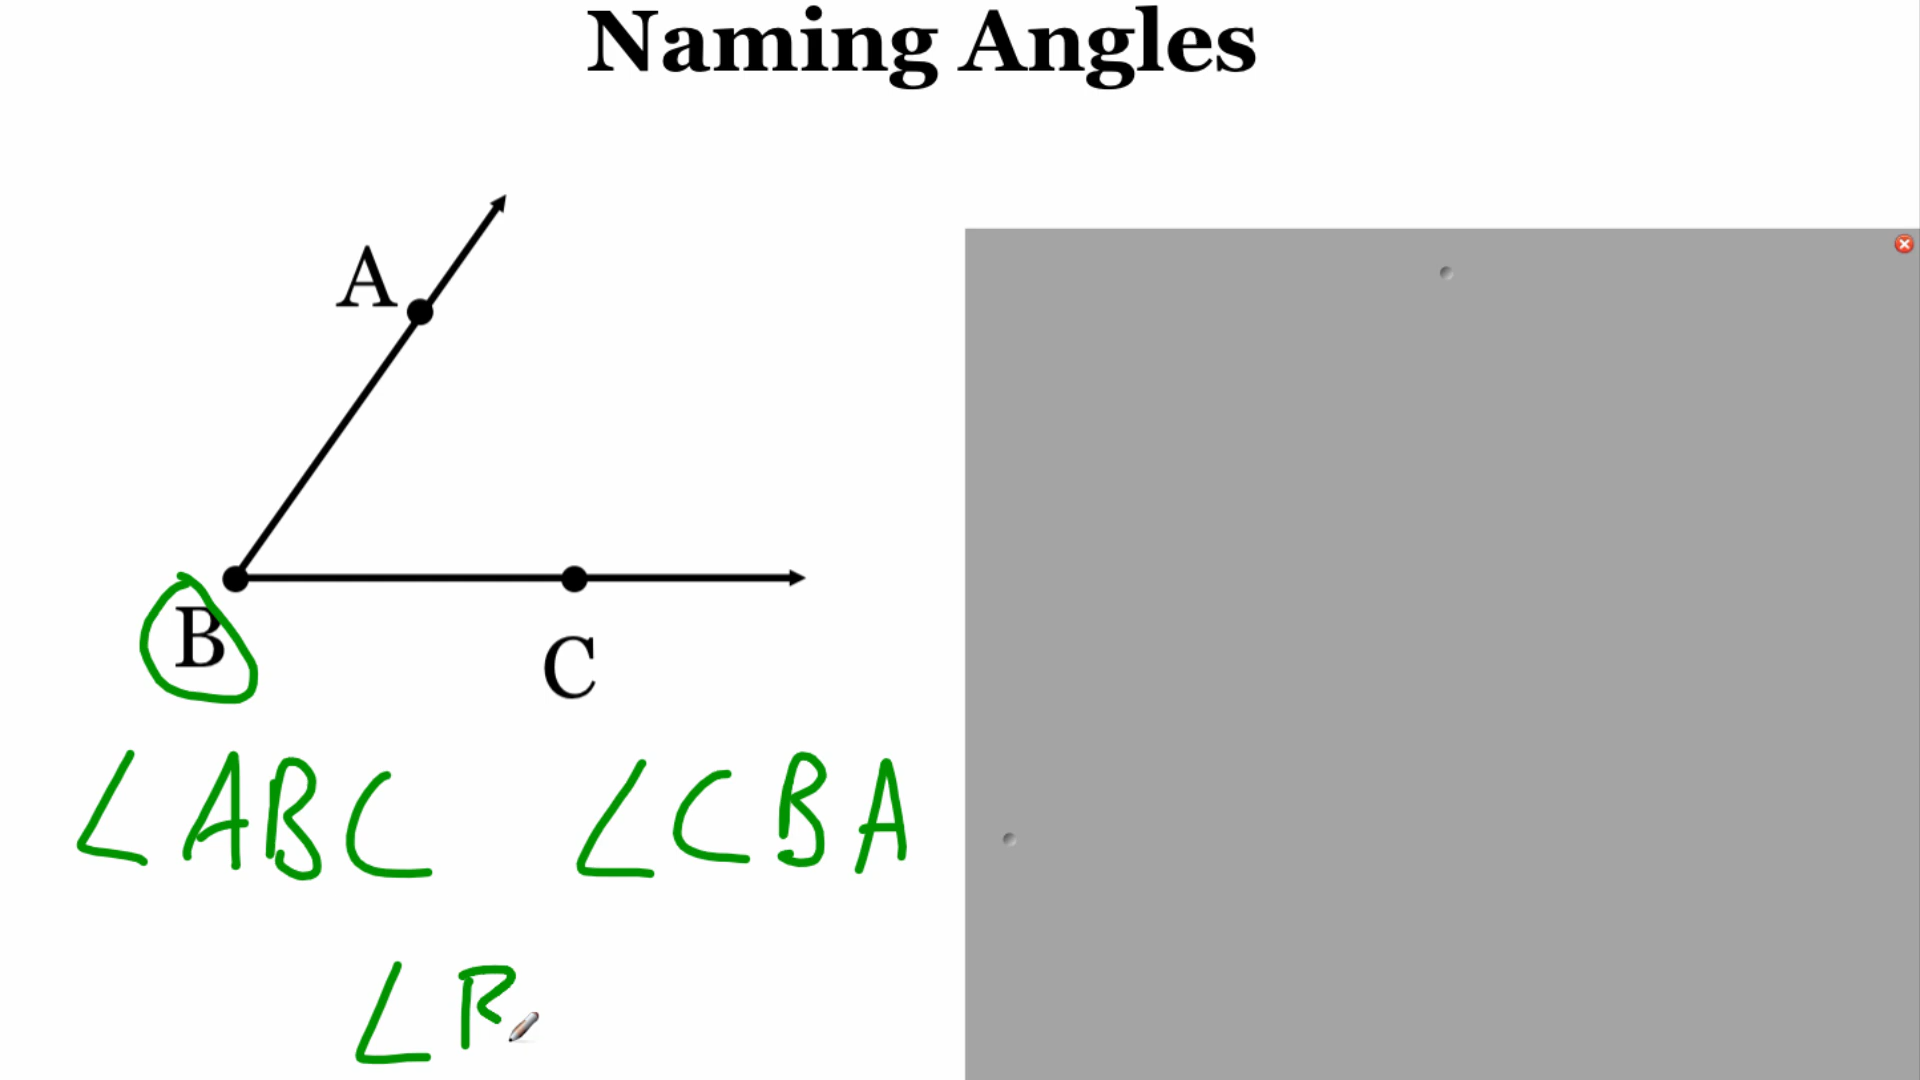 Naming Angles
A
B
C
∠ABC ∠CBA
∠B